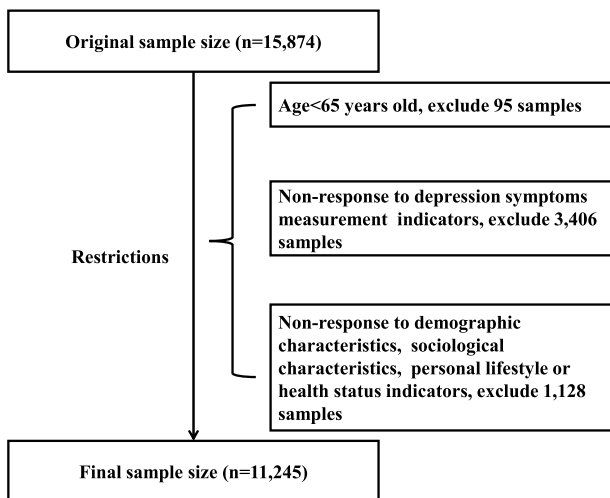 Original sample size (n=15,874)
Age<65 years old, exclude 95 samples
Non-response to depression symptoms
measurement indicators, exclude 3,406
samples
Restrictions
Non-response to demographic
characteristics, sociological
characteristics, personal lifestyle or
health status indicators, exclude 1,128
samples
Final sample size (n=11,245)